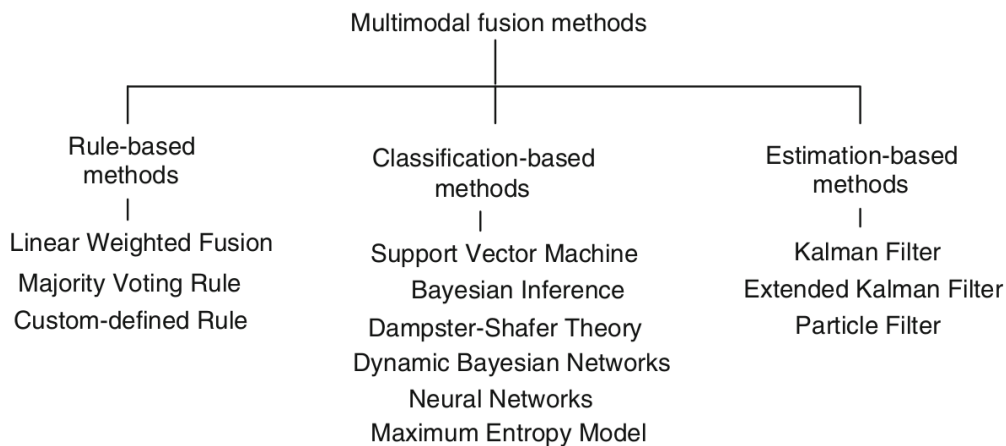 Multimodal fusion methods
Rule-based
methods
Linear Weighted Fusion
Majority Voting Rule
Custom-defined Rule
Classification-based
methods
Support Vector Machine
Bayesian Inference
Dampster-Shafer Theory
Dynamic Bayesian Networks
Neural Networks
Maximum Entropy Model
Estimation-based
methods
Kalman Filter
Extended Kalman Filter
Particle Filter